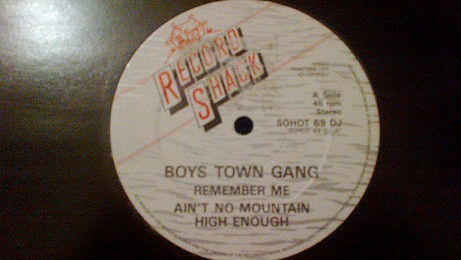 RECORD
SHACK
A Side
45 rpm
Stereo
SOHOT 69 DJ
BOYS TOWN GANG
REMEMBER ME
AIN'T NO MOUNTAIN
HIGH ENOUGH